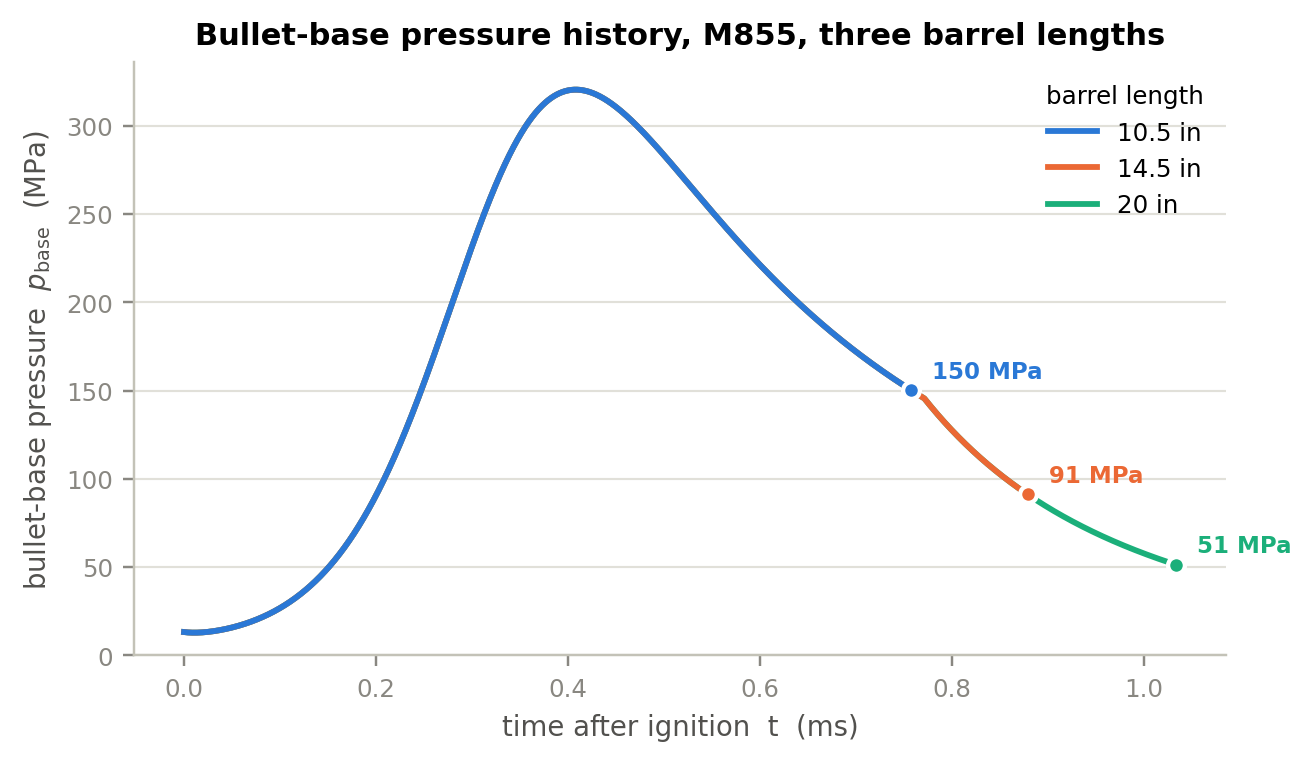 Bullet-base pressure history, M855, three barrel lengths
bullet-base pressure p_base (MPa)
300
250
200
150
100
50
0
barrel length
10.5 in
14.5 in
20 in
150 MPa
91 MPa
51 MPa
0.0
0.2
0.4
0.6
0.8
1.0
time after ignition t (ms)